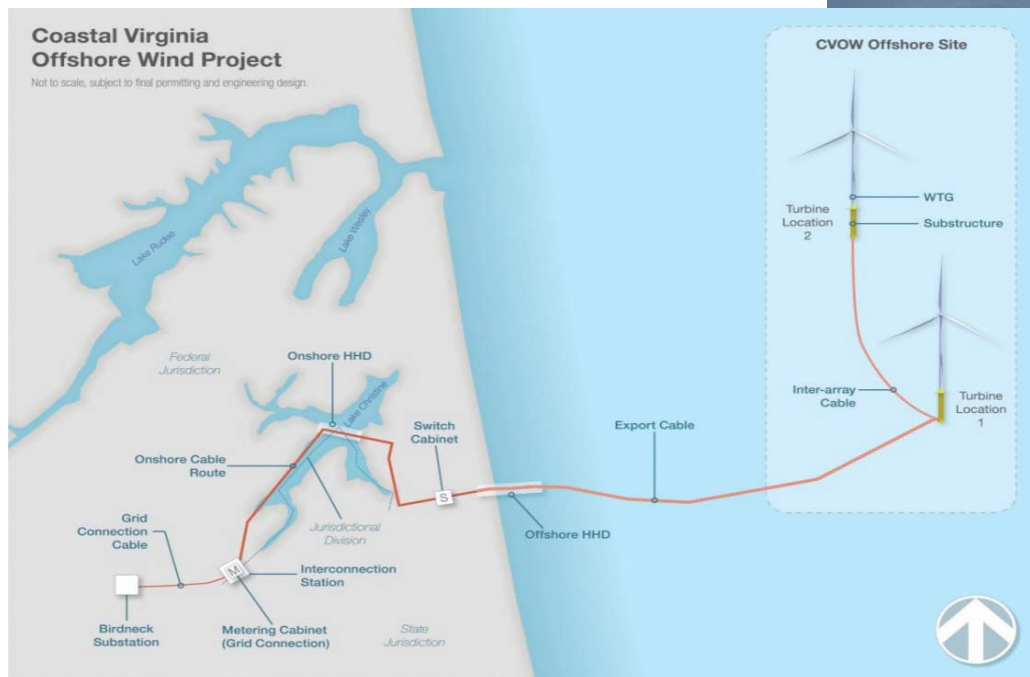 Coastal Virginia
Offshore Wind Project
Not to scale, subject to final permitting and engineering design.
CVOW Offshore Site
WTG
Turbine
Location
2
Substructure
Lake Rudee
Lake Wesley
Federal
Jurisdiction
Onshore HHD
Lake Christine
Inter-array
Cable
Turbine
Location
1
Switch
Cabinet
Export Cable
Onshore Cable
Route
S
Offshore HHD
Grid
Connection
Cable
Jurisdictional
Division
Interconnection
Station
M
Birdneck
Substation
Metering Cabinet
(Grid Connection)
State
Jurisdiction